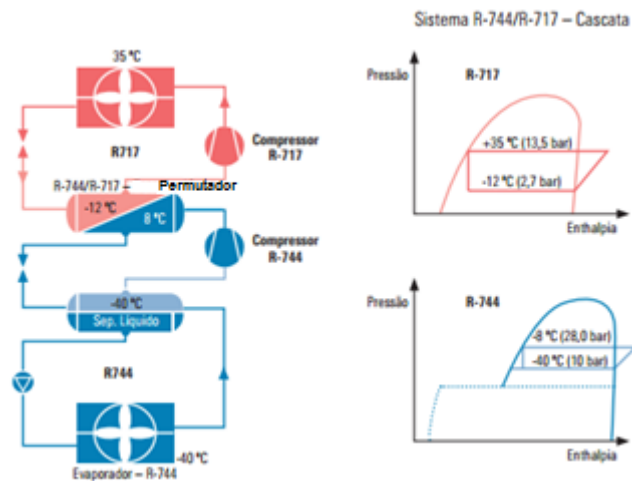 Sistema R-744/R-717 – Cascata
35 ºC
R717
Compressor
R-717
R-744/R-717 – Permutador
-12 ºC
8 ºC
Compressor
R-744
-40 ºC
Sep. Líquido
R744
-40 ºC
Evaporador – R-744
Pressão
R-717
+35 ºC (13,5 bar)
-12 ºC (2,7 bar)
Enthalpia
Pressão
R-744
-8 ºC (28,0 bar)
-40 ºC (10 bar)
Enthalpia